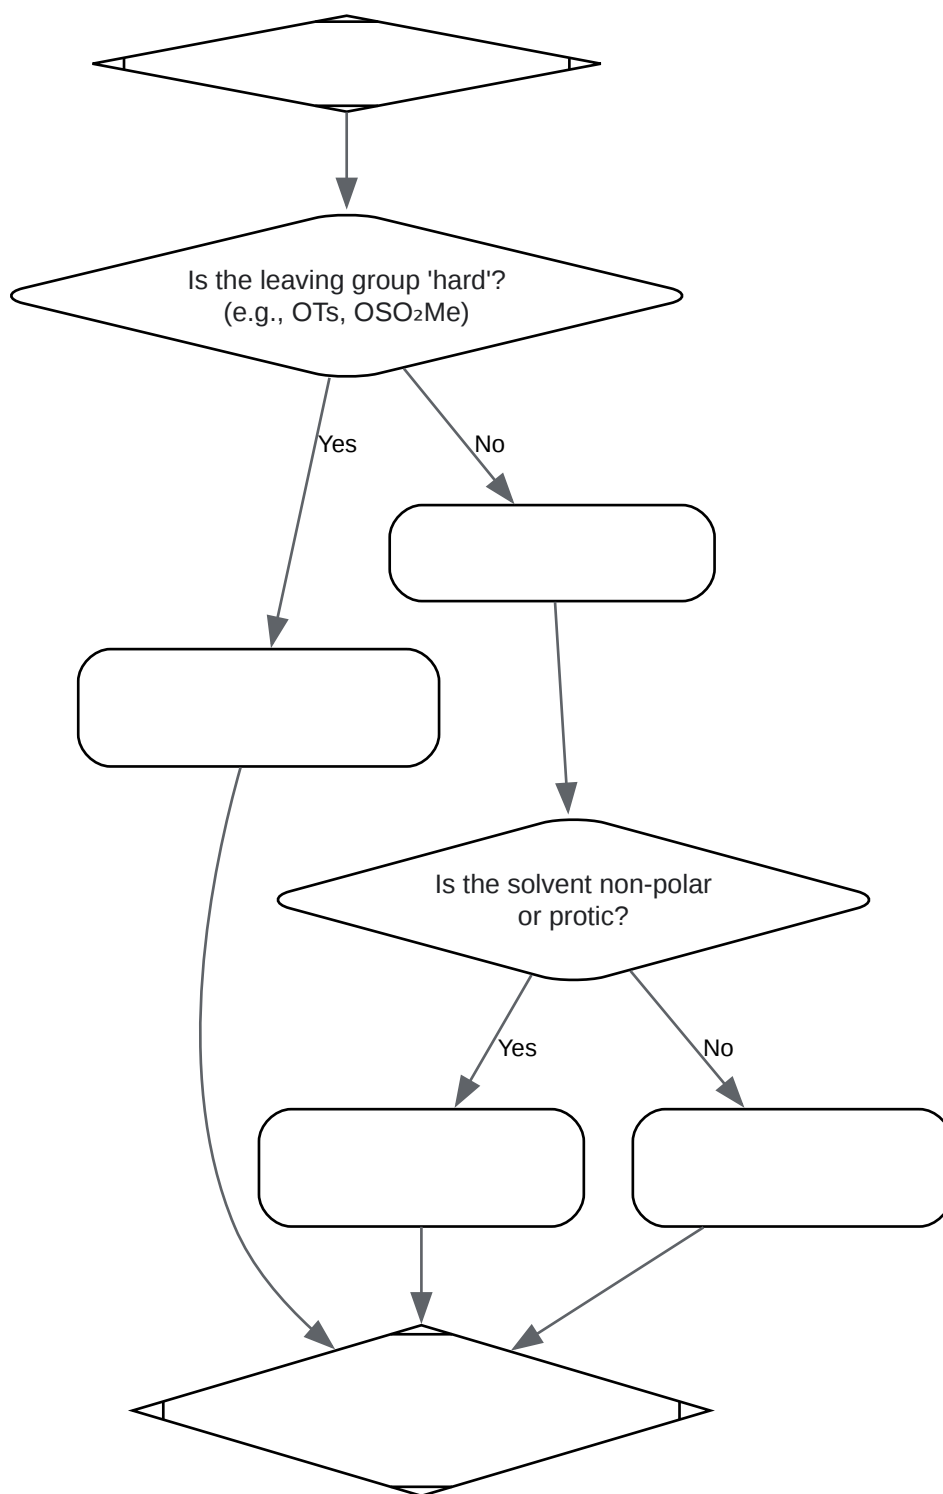 Is the leaving group 'hard'?
(e.g., OTs, OSO₂Me)
Yes
No
Is the solvent non-polar
or protic?
Yes
No